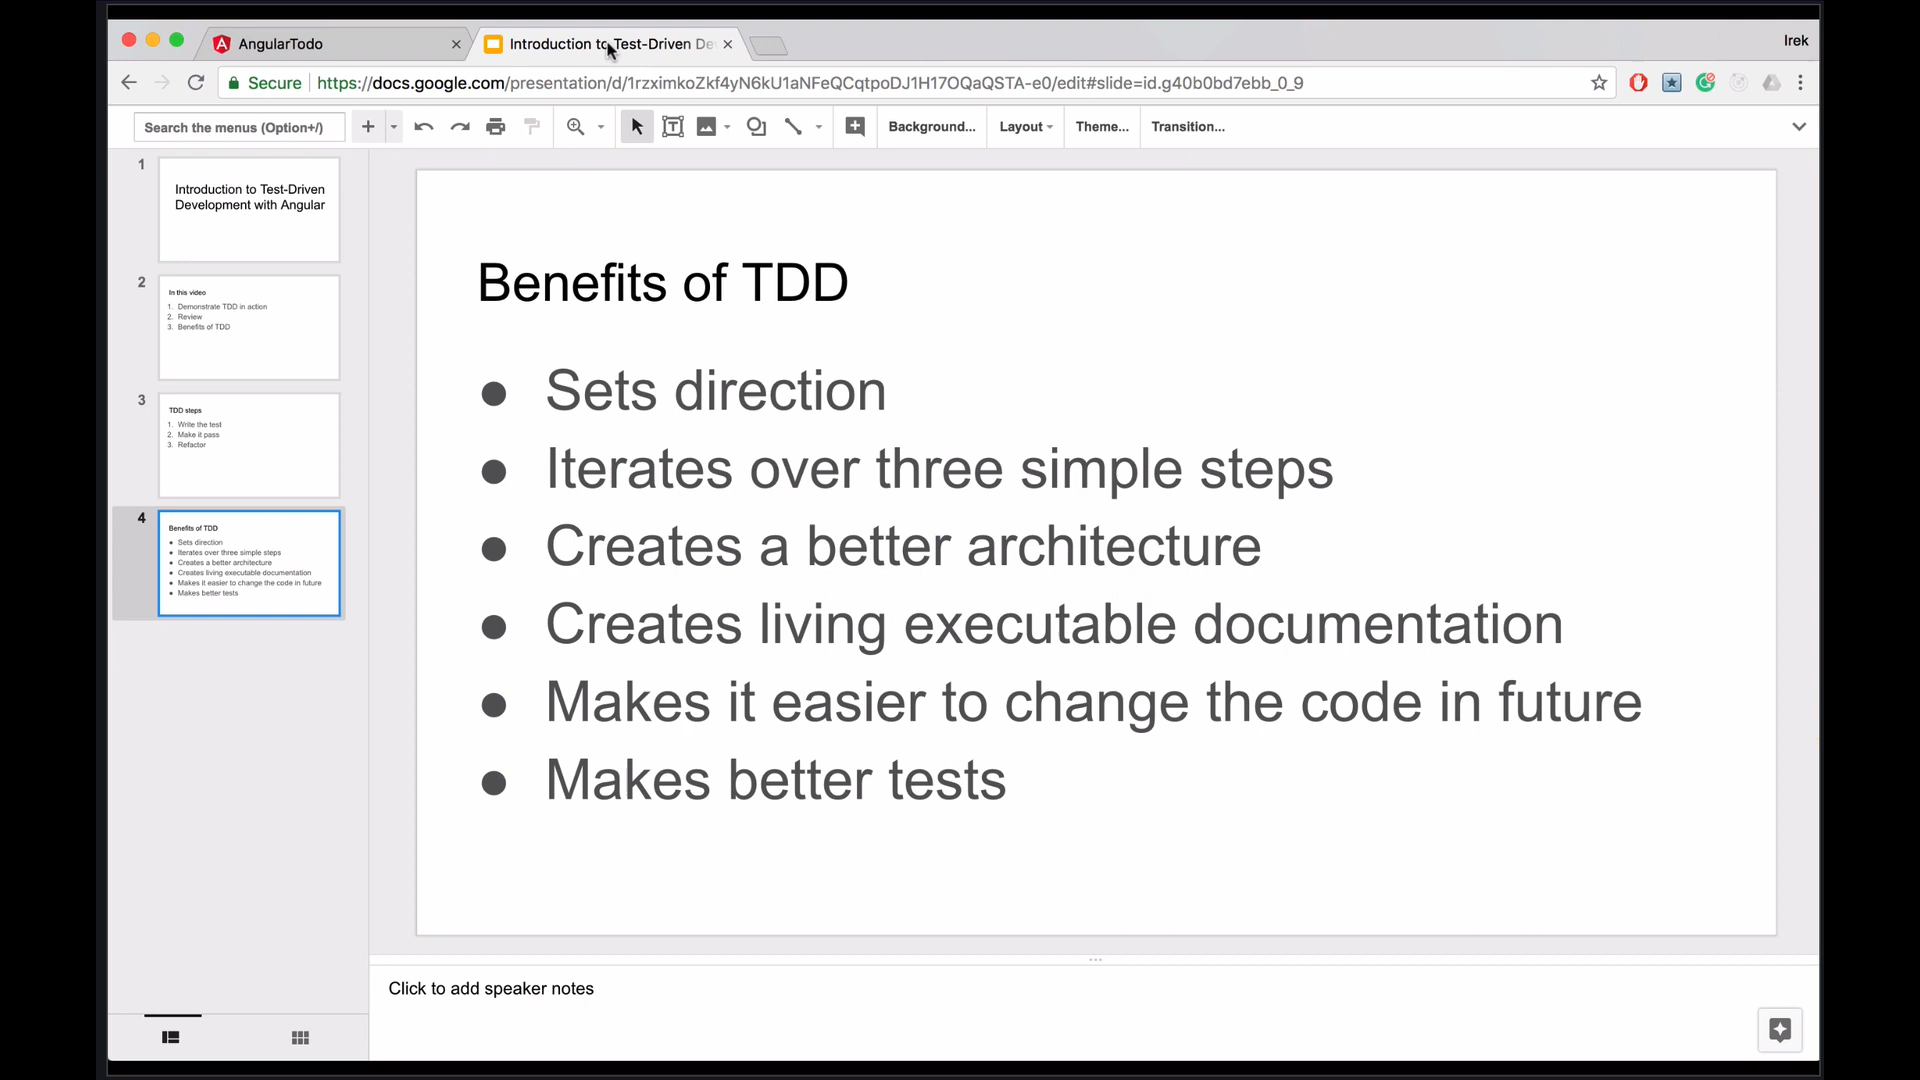 AngularTodo
Introduction to Test-Driven De
Irek
Secure
https://docs.google.com/presentation/d/1rzximkoZkf4yN6kU1aNFeQCqtpoDJ1H17OQaQSTA-e0/edit#slide=id.g40b0bd7ebb_0_9
Search the menus (Option+/)
Background...
Layout
Theme...
Transition...
1
Introduction to Test-Driven
Development with Angular
2
In this video
1. Demonstrate TDD in action
2. Review
3. Benefits of TDD
3
TDD steps
1. Write the test
2. Make it pass
3. Refactor
4
Benefits of TDD
● Sets direction
● Iterates over three simple steps
● Creates a better architecture
● Creates living executable documentation
● Makes it easier to change the code in future
● Makes better tests
Benefits of TDD
● Sets direction
● Iterates over three simple steps
● Creates a better architecture
● Creates living executable documentation
● Makes it easier to change the code in future
● Makes better tests
Click to add speaker notes